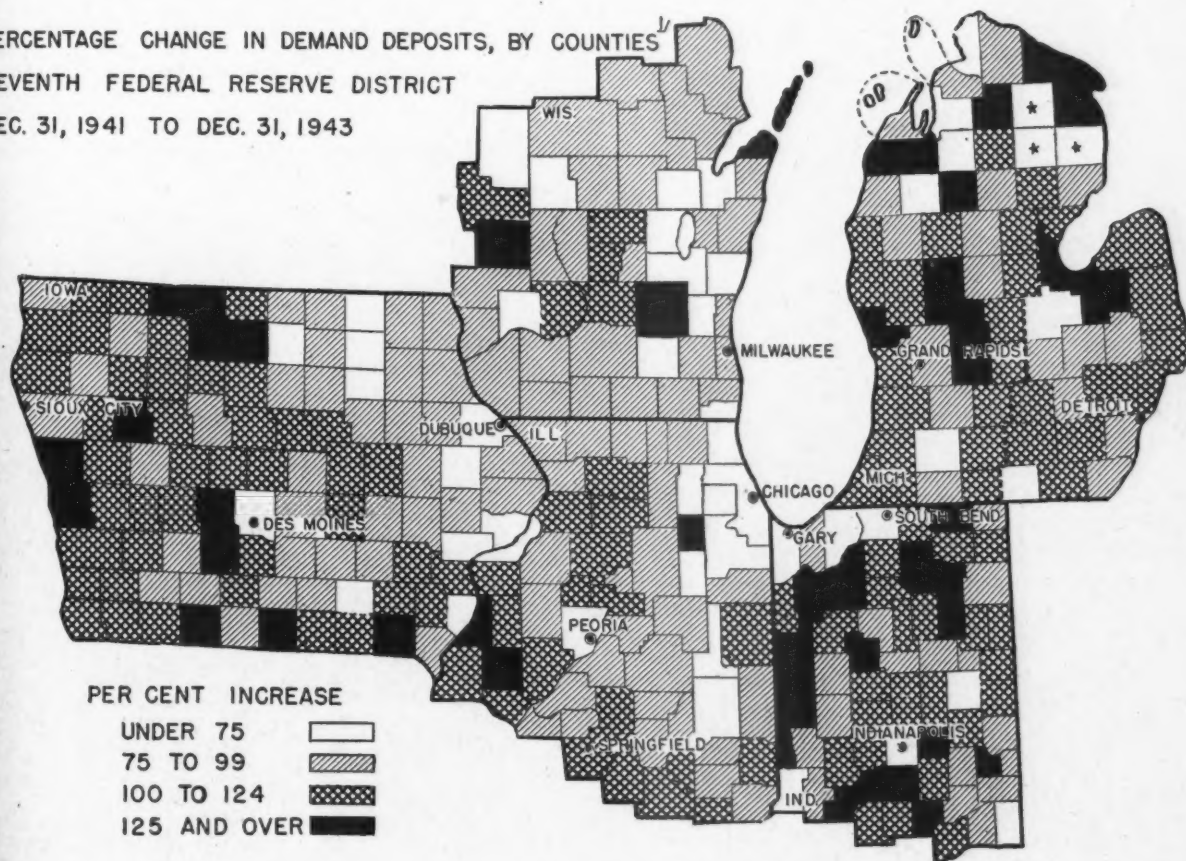 ERCENTAGE CHANGE IN DEMAND DEPOSITS, BY COUNTIES 1/
EVENTH FEDERAL RESERVE DISTRICT
EC. 31, 1941 TO DEC. 31, 1943
WIS.
*
* *
IOWA
MILWAUKEE
GRAND RAPIDS
SIOUX CITY
DETROIT
DUBUQUE
ILL.
MICH
CHICAGO
DES MOINES
SOUTH BEND
GARY
PEORIA
INDIANAPOLIS
SPRINGFIELD
IND.
PER CENT INCREASE
UNDER 75
75 TO 99
100 TO 124
125 AND OVER